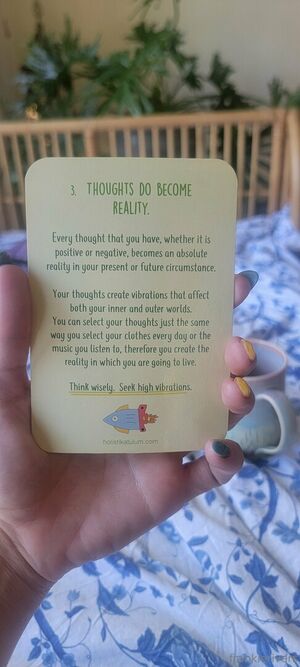 3. THOUGHTS DO BECOME
REALITY.
Every thought that you have, whether it is
positive or negative, becomes an absolute
reality in your present or future circumstance.
Your thoughts create vibrations that affect
both your inner and outer worlds.
You can select your thoughts just the same
way you select your clothes every day or the
music you listen to, therefore you create the
reality in which you are going to live.
Think wisely. Seek high vibrations.
holistikatulum.com